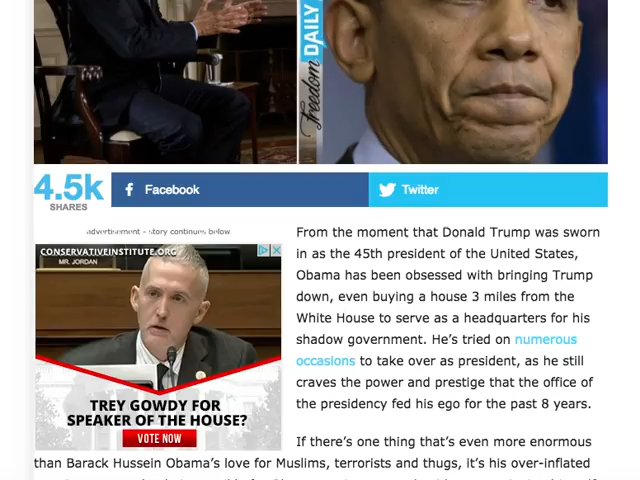 Freedom DAILY
4.5k
SHARES
Facebook
Twitter
advertisement - story continues below
CONSERVATIVEINSTITUTE.ORG
MR. JORDAN
TREY GOWDY FOR
SPEAKER OF THE HOUSE?
VOTE NOW
From the moment that Donald Trump was sworn
in as the 45th president of the United States,
Obama has been obsessed with bringing Trump
down, even buying a house 3 miles from the
White House to serve as a headquarters for his
shadow government. He’s tried on numerous
occasions to take over as president, as he still
craves the power and prestige that the office of
the presidency fed his ego for the past 8 years.
If there’s one thing that’s even more enormous
than Barack Hussein Obama’s love for Muslims, terrorists and thugs, it’s his over-inflated